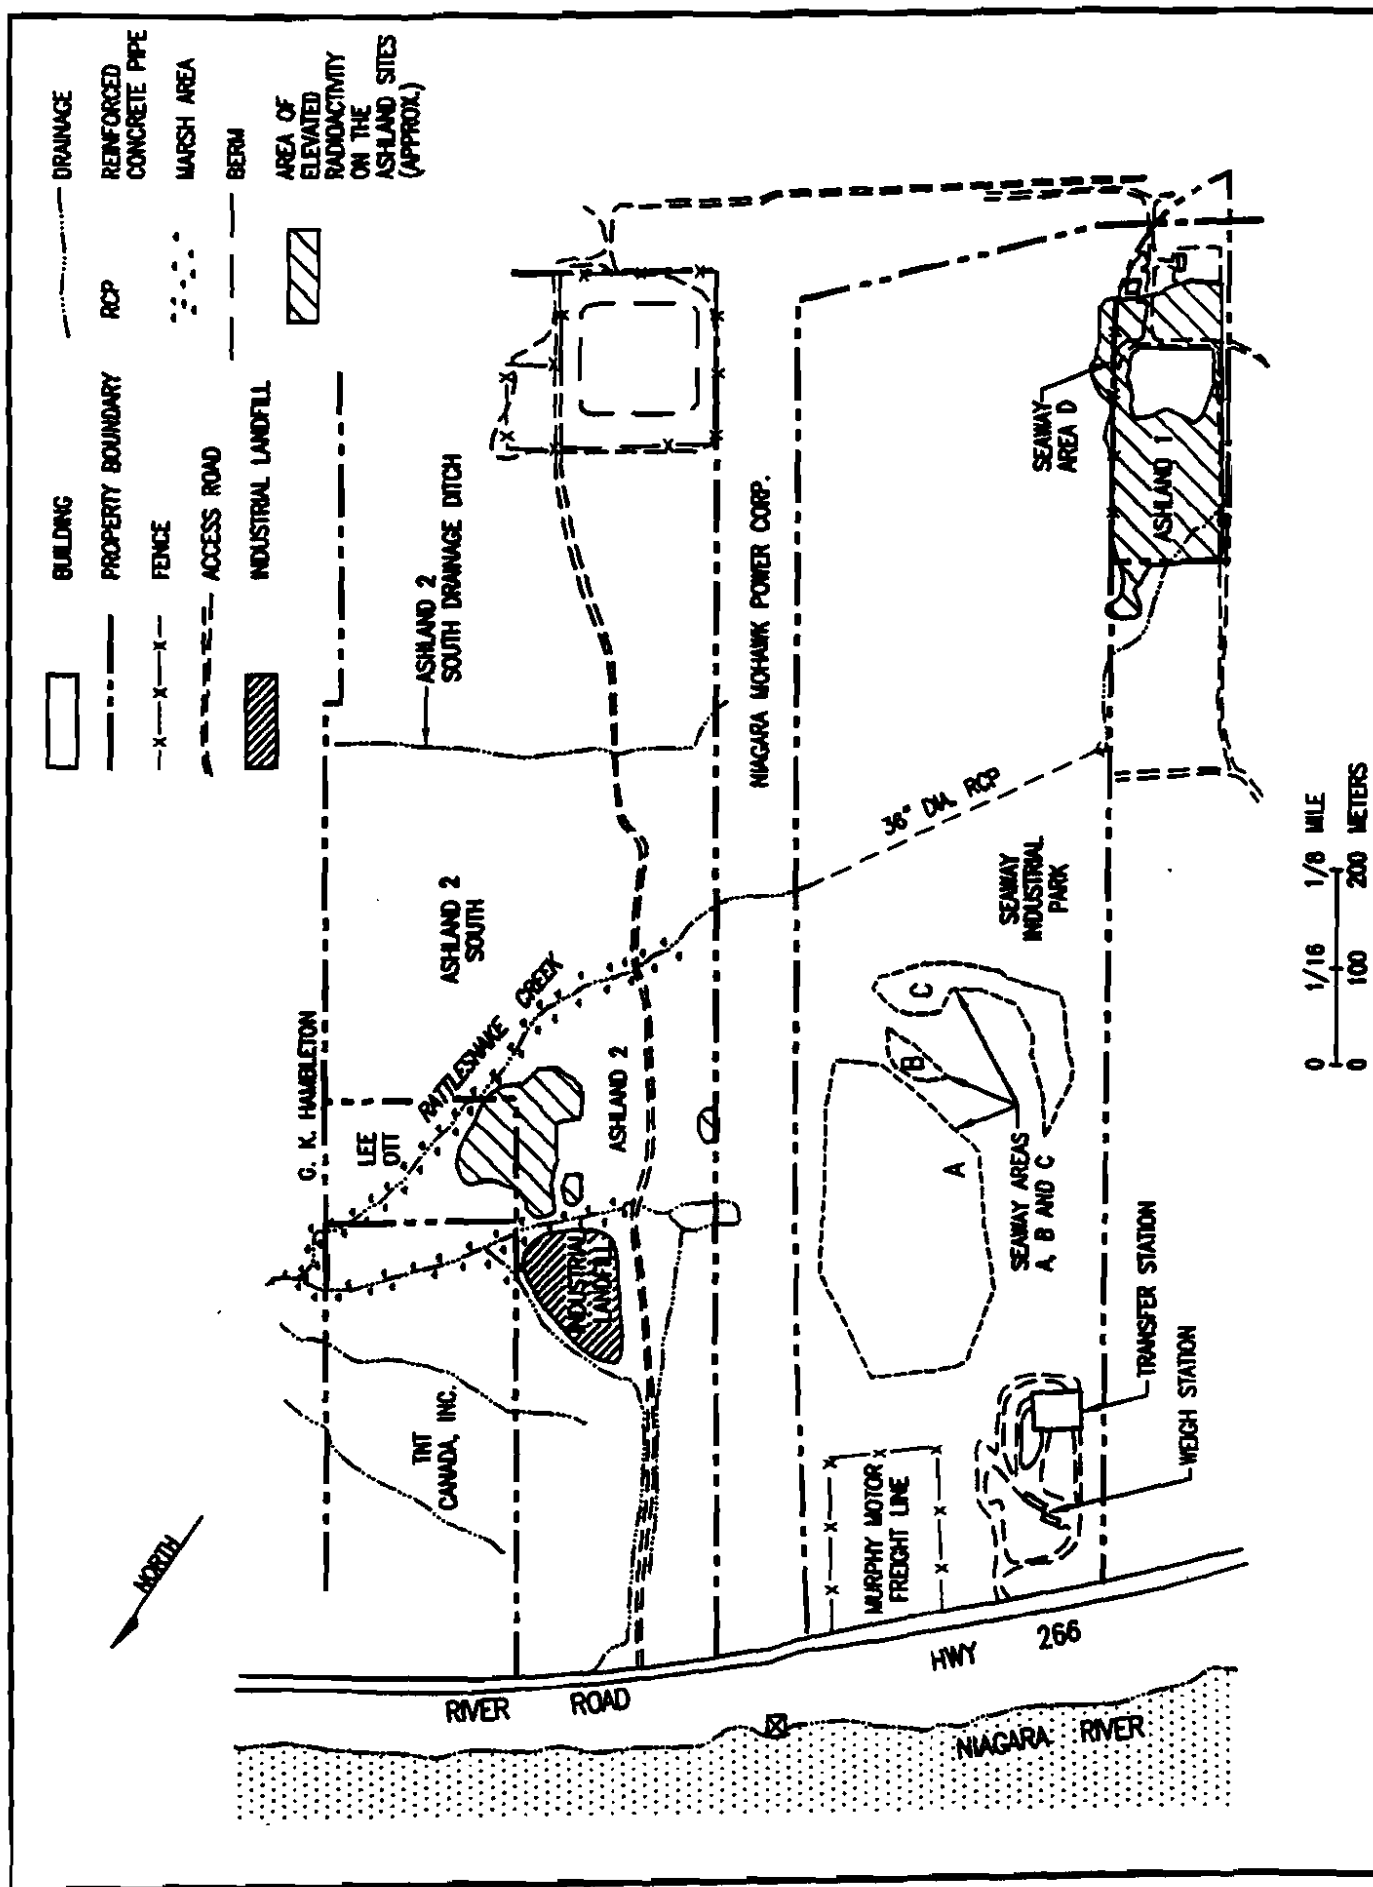 BUILDING
DRAINAGE
PROPERTY BOUNDARY
RCP
REINFORCED
CONCRETE PIPE
FENCE
MARSH AREA
ACCESS ROAD
BERM
INDUSTRIAL LANDFILL
AREA OF
ELEVATED
RADIOACTIVITY
ON THE
ASHLAND SITES
(APPROX.)
NORTH
G. K. HAMBLETON
LEE
OTT
RATTLESNAKE CREEK
ASHLAND 2
SOUTH
ASHLAND 2
SOUTH DRAINAGE DITCH
TNT
CANADA, INC.
INDUSTRIAL
LANDFILL
ASHLAND 2
NIAGARA MOHAWK POWER CORP.
36" DIA. RCP
A
B
C
SEAWAY AREAS
A, B AND C
SEAWAY
INDUSTRIAL
PARK
SEAWAY
AREA D
ASHLAND 1
MURPHY MOTOR
FREIGHT LINE
TRANSFER STATION
WEIGH STATION
RIVER ROAD
HWY 266
NIAGARA RIVER
0 1/16 1/8 MILE
0 100 200 METERS